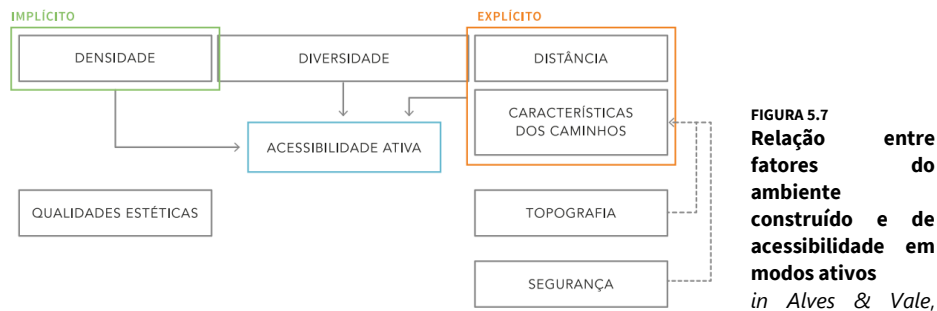 IMPLÍCITO
EXPLÍCITO
DENSIDADE
DIVERSIDADE
DISTÂNCIA
CARACTERÍSTICAS
DOS CAMINHOS
ACESSIBILIDADE ATIVA
QUALIDADES ESTÉTICAS
TOPOGRAFIA
SEGURANÇA
FIGURA 5.7
Relação entre
fatores do
ambiente
construído e de
acessibilidade em
modos ativos
in Alves & Vale,